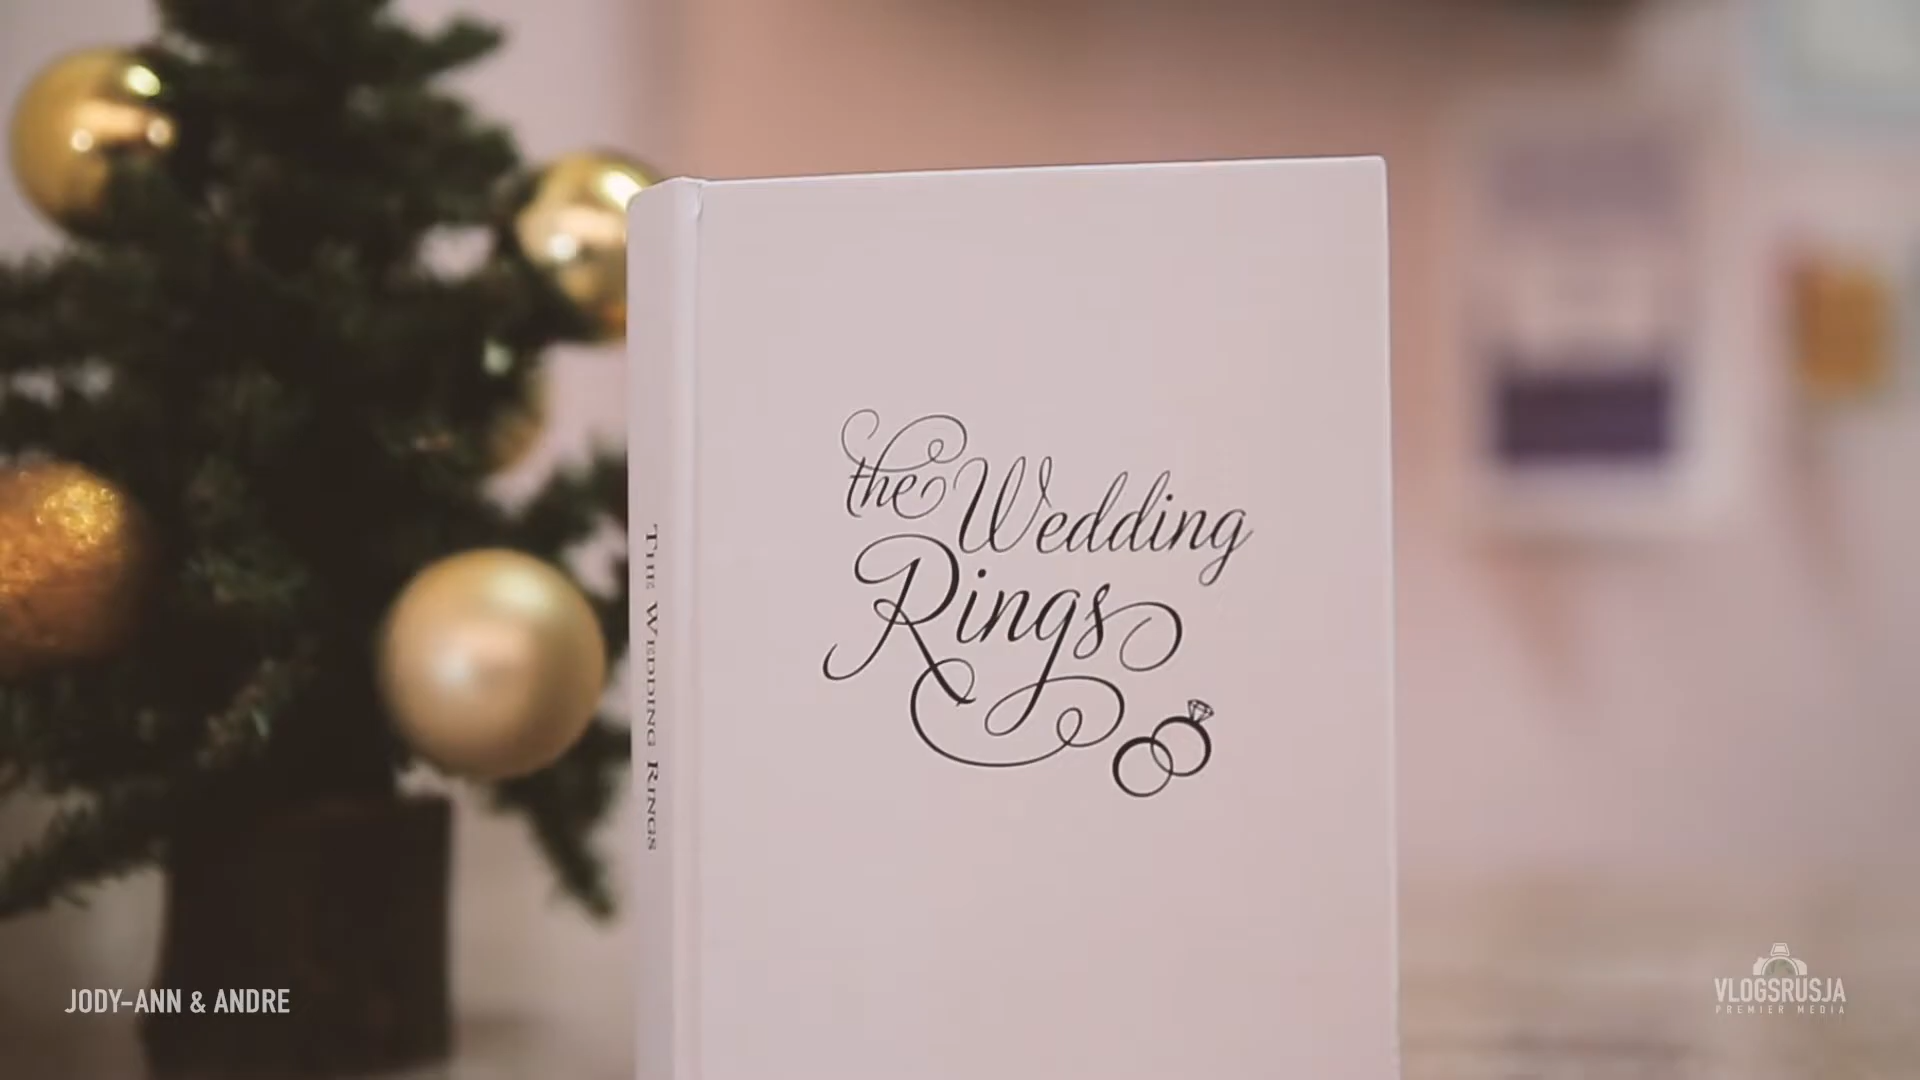 the Wedding
Rings
THE WEDDING RINGS
JODY-ANN & ANDRE
VLOGSRUSJA
PREMIER MEDIA